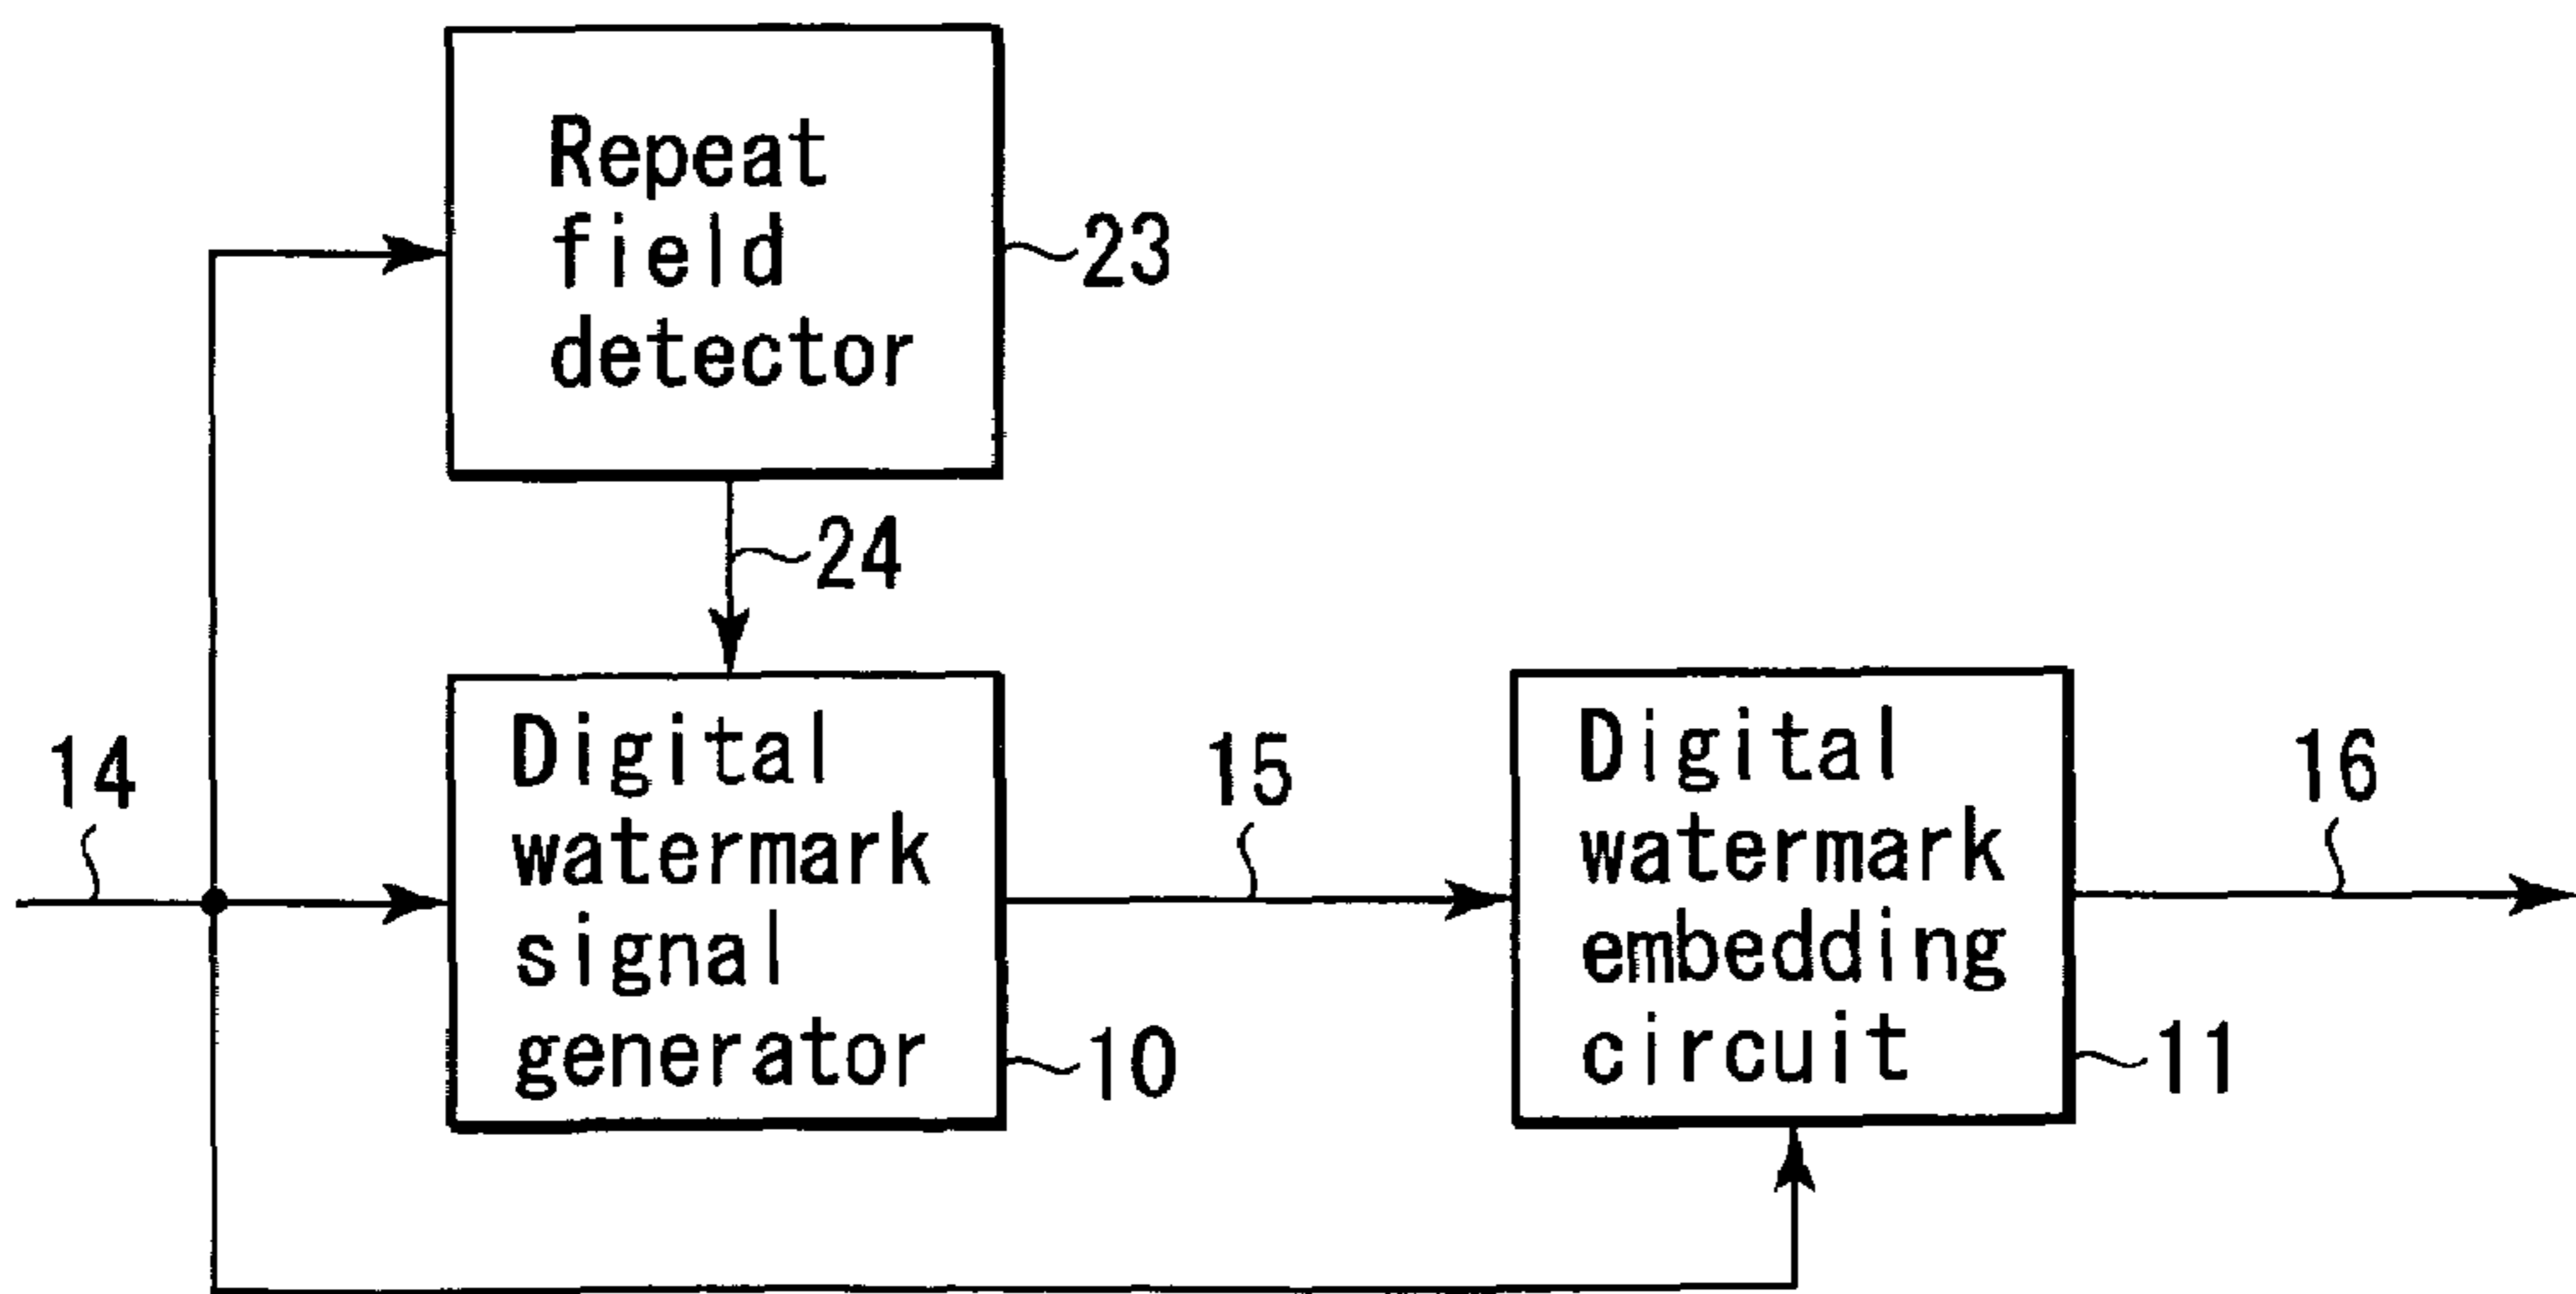 Repeat
field
detector
23
24
14
Digital
watermark
signal
generator
10
15
Digital
watermark
embedding
circuit
11
16